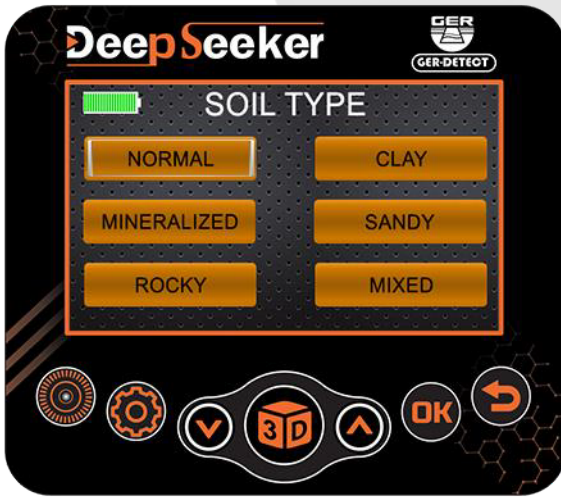 DeepSeeker
GER
GER-DETECT
SOIL TYPE
NORMAL
CLAY
MINERALIZED
SANDY
ROCKY
MIXED
3D
OK